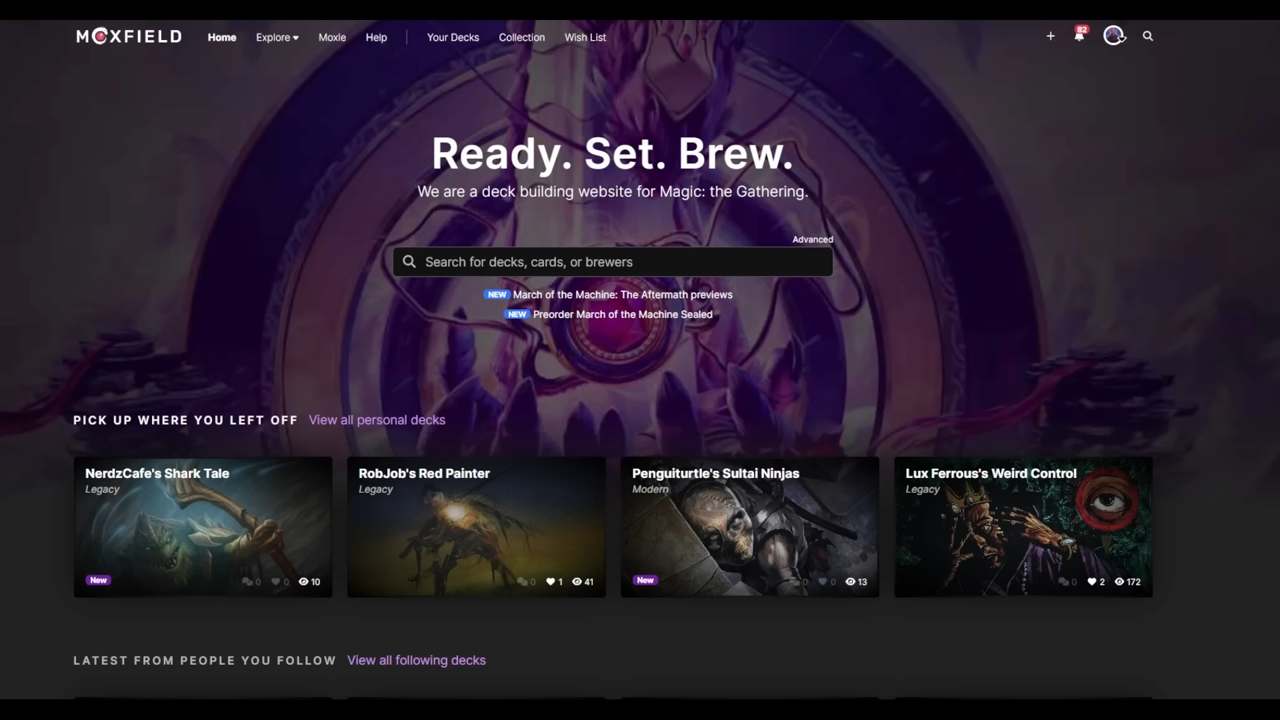 MOXFIELD Home Explore Moxle Help Your Decks Collection Wish List 82
Ready. Set. Brew.
We are a deck building website for Magic: the Gathering.
Advanced
Search for decks, cards, or brewers
NEW March of the Machine: The Aftermath previews
NEW Preorder March of the Machine Sealed
PICK UP WHERE YOU LEFT OFF View all personal decks
NerdzCafe's Shark Tale
Legacy
New 0 0 10
RobJob's Red Painter
Legacy
0 1 41
Penguiturtle's Sultai Ninjas
Modern
New 0 0 13
Lux Ferrous's Weird Control
Legacy
0 2 172
LATEST FROM PEOPLE YOU FOLLOW View all following decks